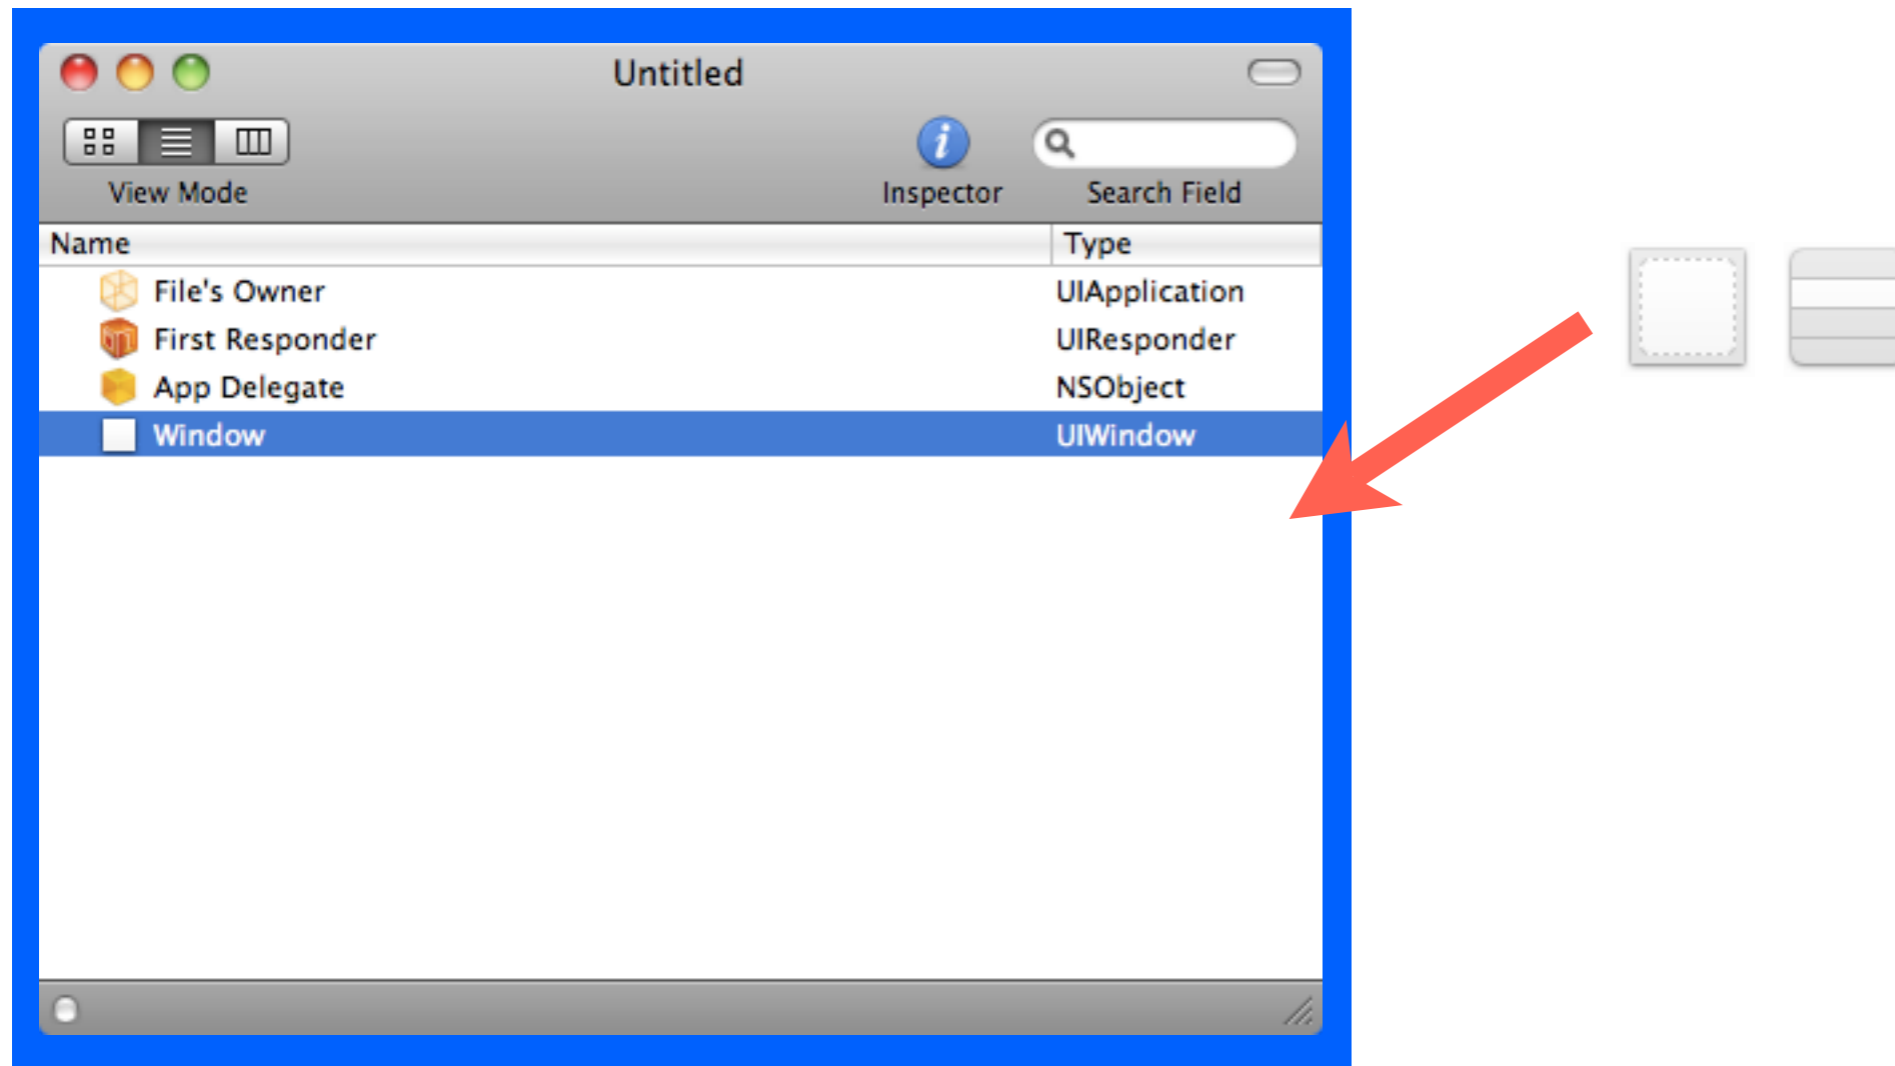 Untitled
View Mode
Inspector
Search Field
Name Type
File's Owner UIApplication
First Responder UIResponder
App Delegate NSObject
Window UIWindow